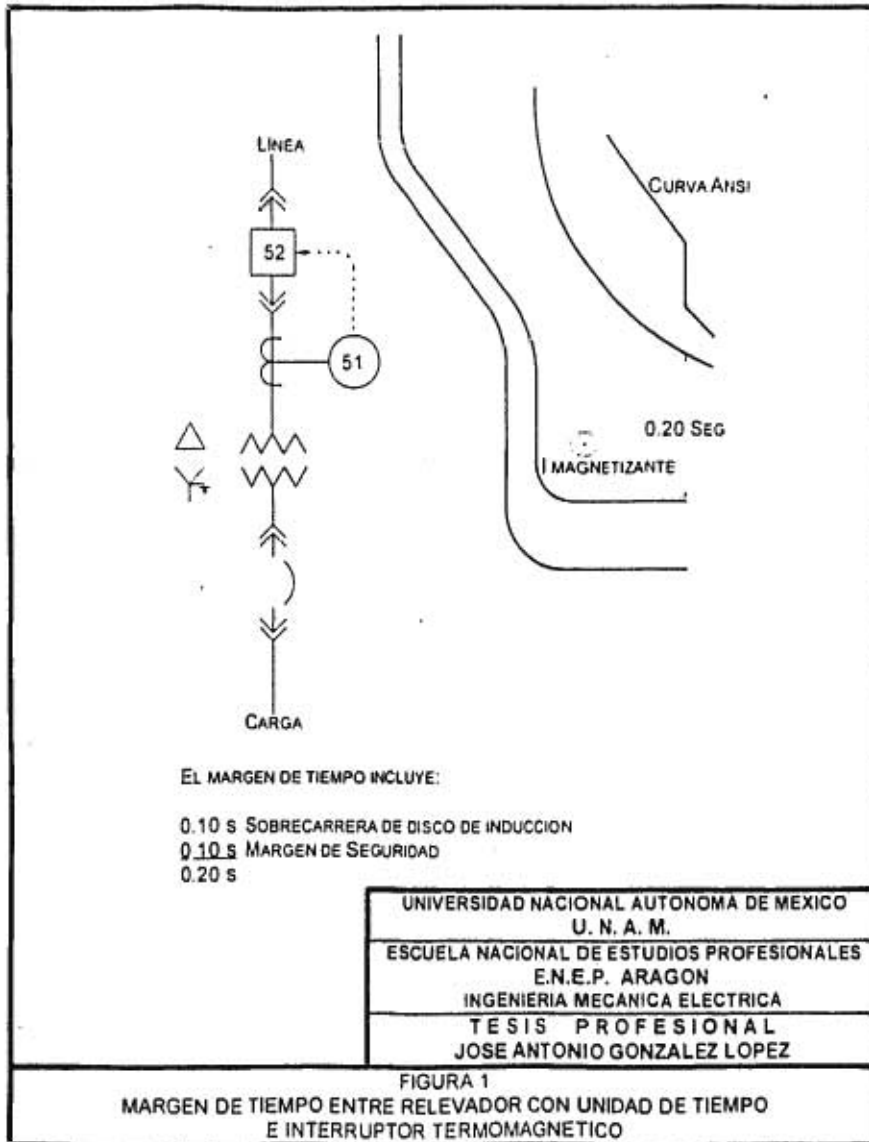 LINEA
CURVA ANSI
52
51
0.20 SEG
I MAGNETIZANTE
CARGA
EL MARGEN DE TIEMPO INCLUYE:
0.10 S SOBRECARRERA DE DISCO DE INDUCCION
0.10 S MARGEN DE SEGURIDAD
0.20 S
UNIVERSIDAD NACIONAL AUTONOMA DE MEXICO
U. N. A. M.
ESCUELA NACIONAL DE ESTUDIOS PROFESIONALES
E.N.E.P. ARAGON
INGENIERIA MECANICA ELECTRICA
TESIS PROFESIONAL
JOSE ANTONIO GONZALEZ LOPEZ
FIGURA 1
MARGEN DE TIEMPO ENTRE RELEVADOR CON UNIDAD DE TIEMPO
E INTERRUPTOR TERMOMAGNETICO